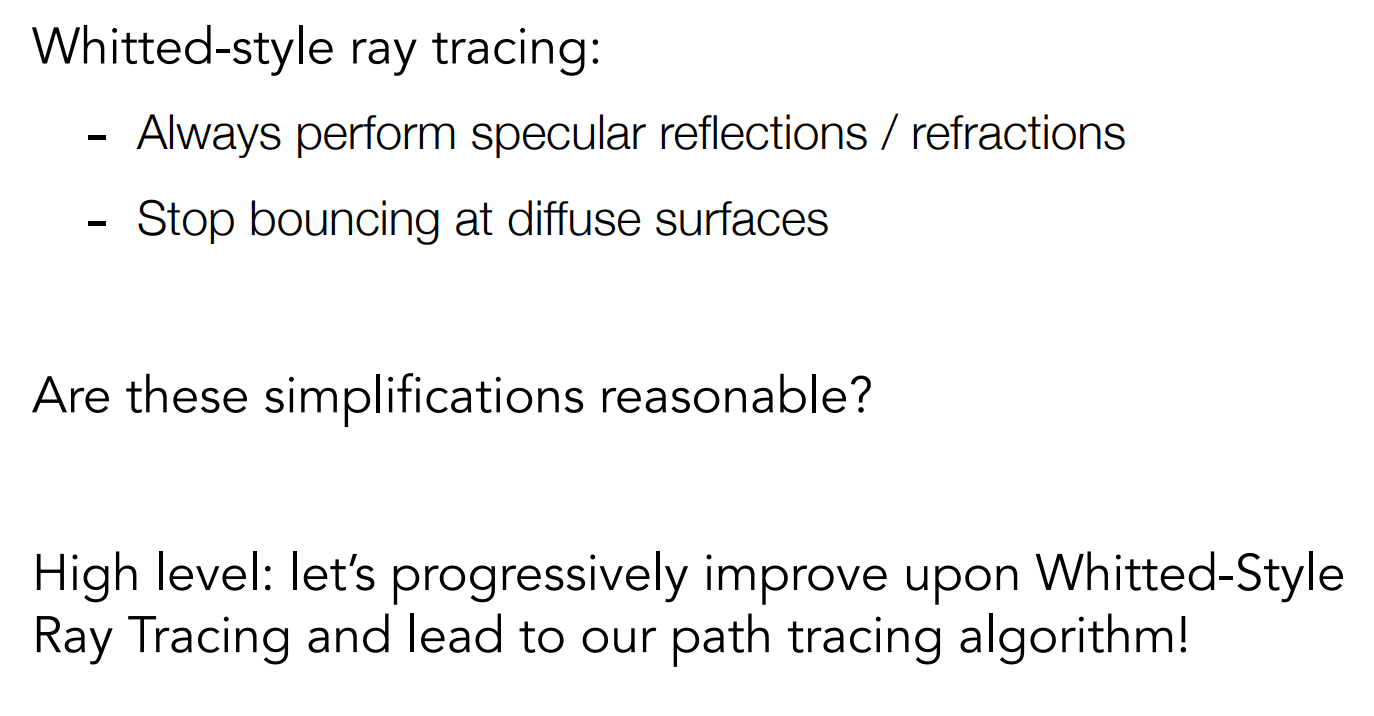 Whitted-style ray tracing:
- Always perform specular reflections / refractions
- Stop bouncing at diffuse surfaces
Are these simplifications reasonable?
High level: let’s progressively improve upon Whitted-Style
Ray Tracing and lead to our path tracing algorithm!